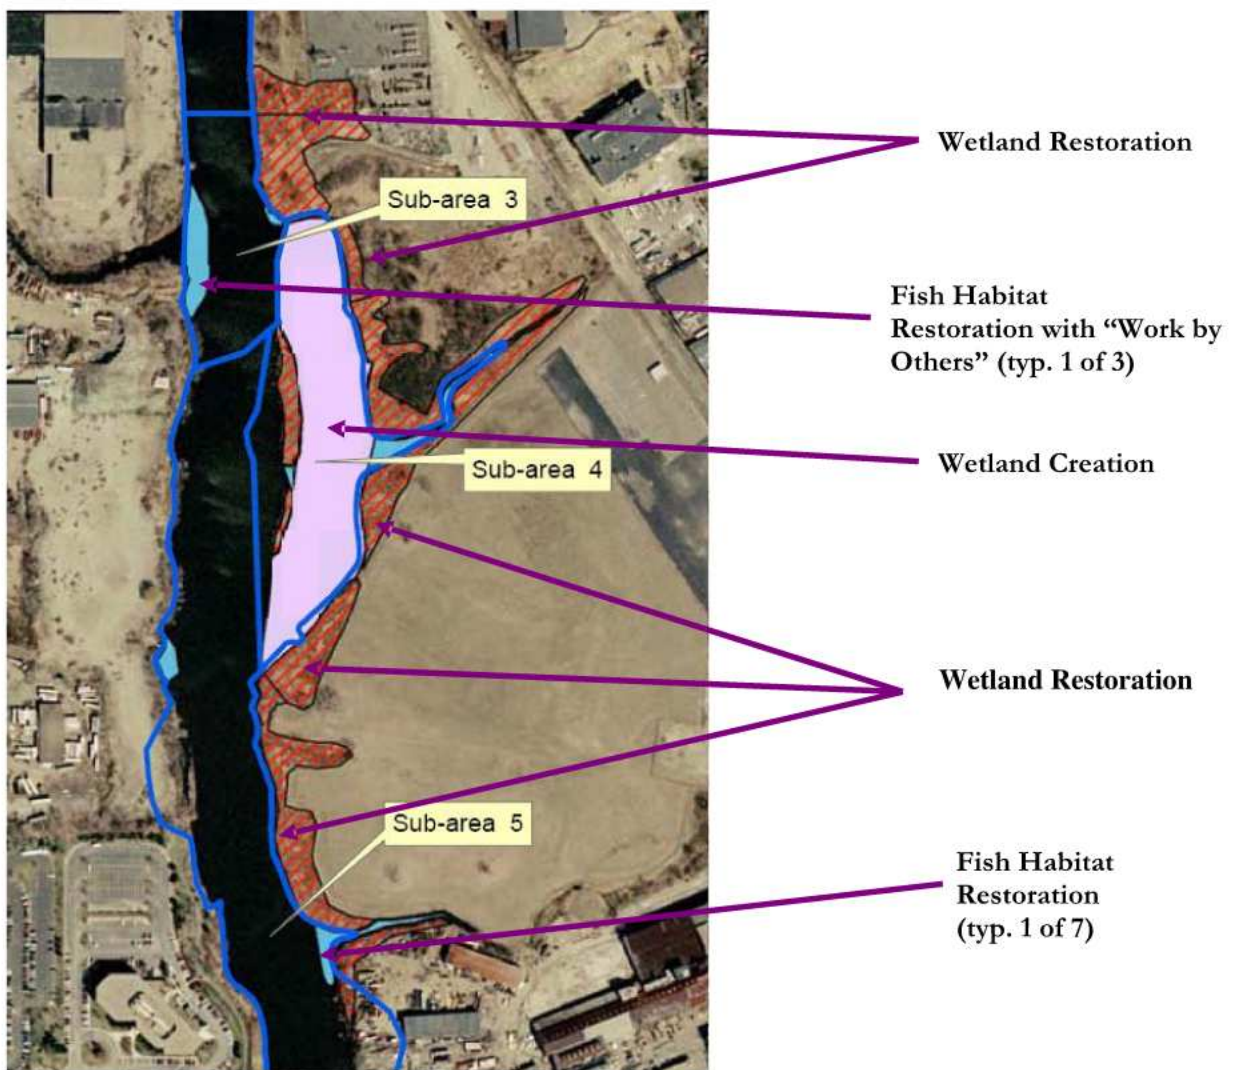 Wetland Restoration
Sub-area 3
Fish Habitat
Restoration with “Work by
Others” (typ. 1 of 3)
Wetland Creation
Sub-area 4
Wetland Restoration
Sub-area 5
Fish Habitat
Restoration
(typ. 1 of 7)